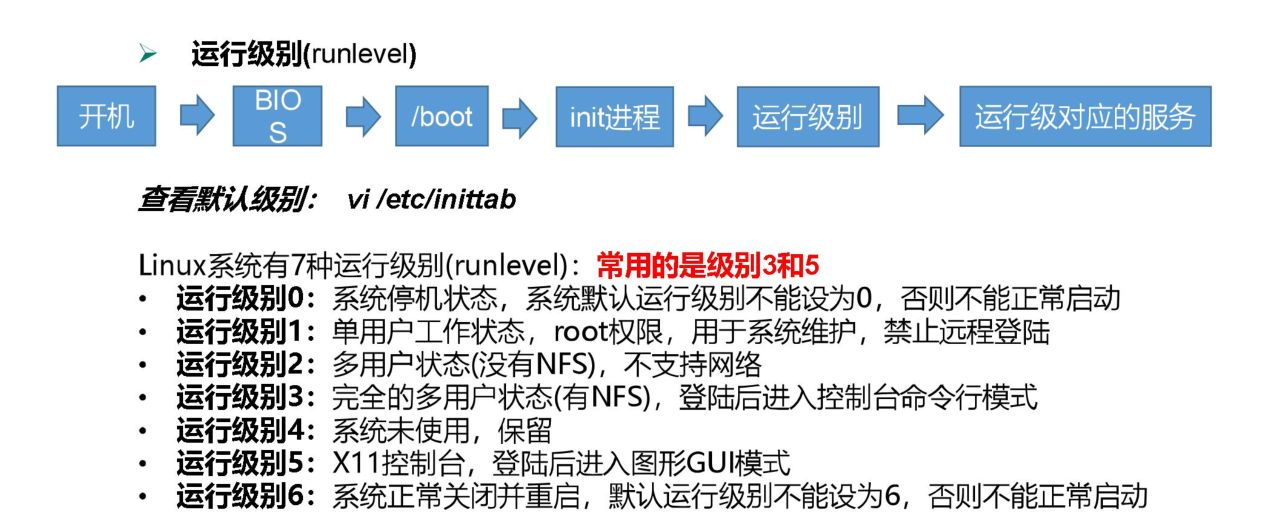 ➢ 运行级别(runlevel)
开机
BIO
S
/boot
init进程
运行级别
运行级对应的服务
查看默认级别： vi /etc/inittab
Linux系统有7种运行级别(runlevel)：常用的是级别3和5
• 运行级别0：系统停机状态，系统默认运行级别不能设为0，否则不能正常启动
• 运行级别1：单用户工作状态，root权限，用于系统维护，禁止远程登陆
• 运行级别2：多用户状态(没有NFS)，不支持网络
• 运行级别3：完全的多用户状态(有NFS)，登陆后进入控制台命令行模式
• 运行级别4：系统未使用，保留
• 运行级别5：X11控制台，登陆后进入图形GUI模式
• 运行级别6：系统正常关闭并重启，默认运行级别不能设为6，否则不能正常启动